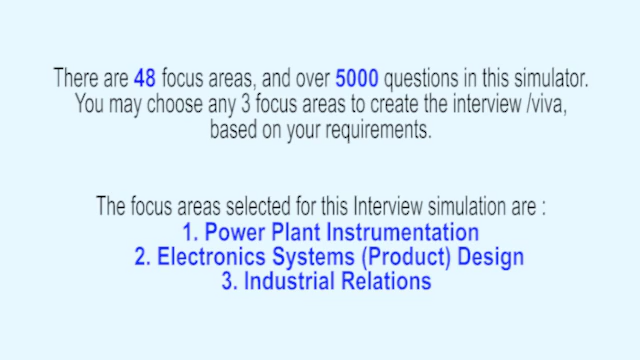 There are 48 focus areas, and over 5000 questions in this simulator.
You may choose any 3 focus areas to create the interview /viva,
based on your requirements.
The focus areas selected for this Interview simulation are :
1. Power Plant Instrumentation
2. Electronics Systems (Product) Design
3. Industrial Relations